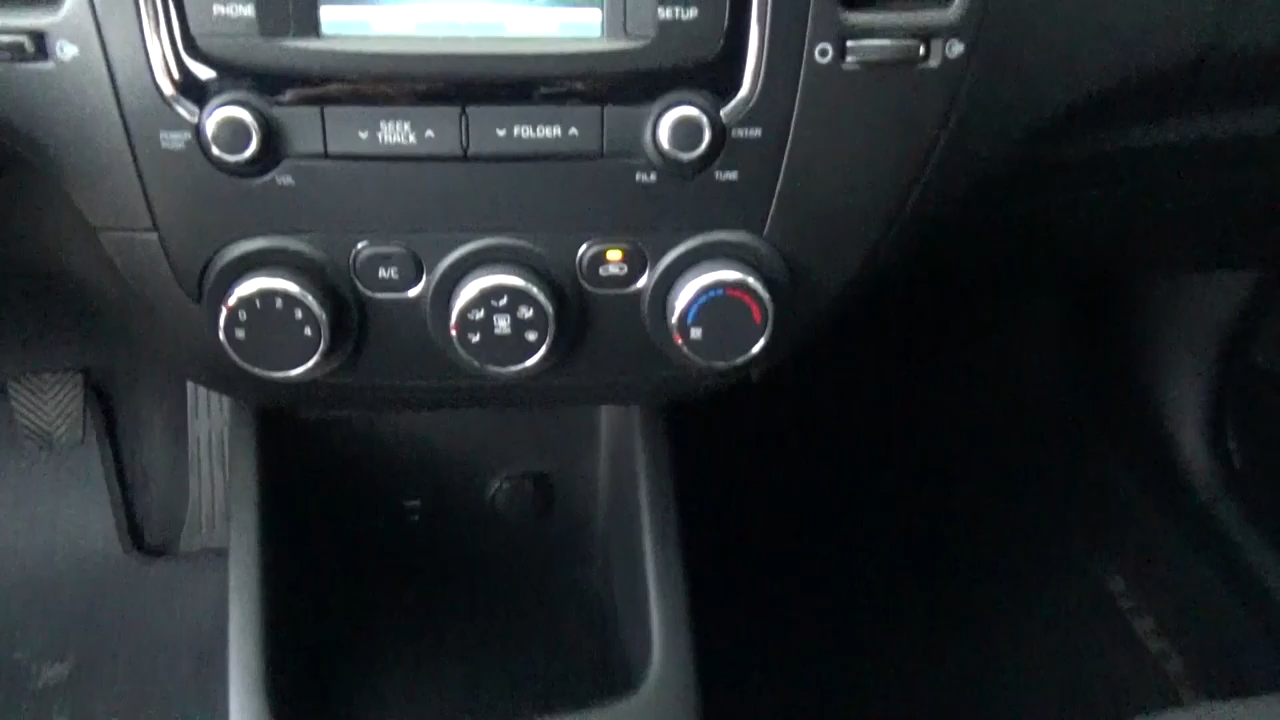 PHONE
SETUP
SEEK
TRACK
FOLDER
ENTER
VOL
FILE
TUNE
A/C
0 1 2 3 4